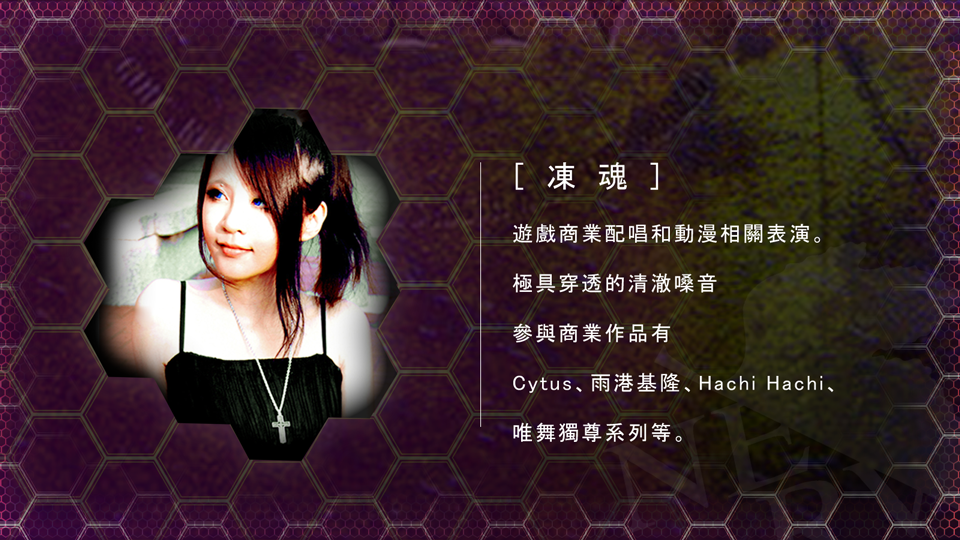 [ 凍 魂 ]
遊戲商業配唱和動漫相關表演。
極具穿透的清澈嗓音
參與商業作品有
Cytus、雨港基隆、Hachi Hachi、
唯舞獨尊系列等。